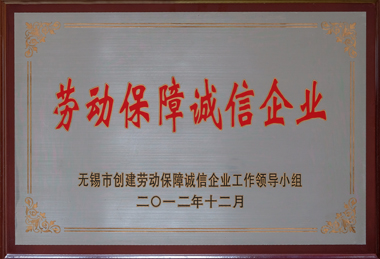 劳动保障诚信企业
无锡市创建劳动保障诚信企业工作领导小组
二〇一二年十二月